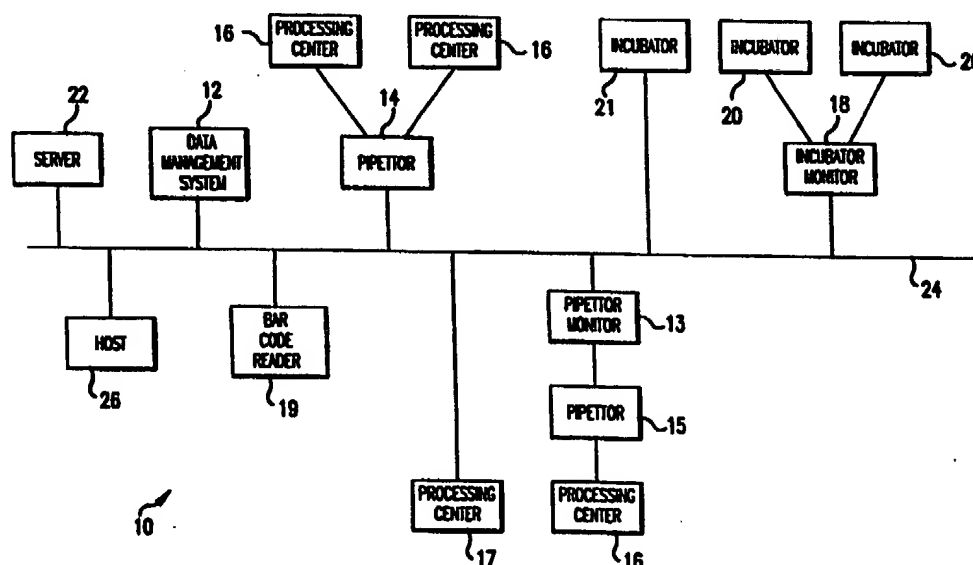 16
PROCESSING
CENTER
PROCESSING
CENTER
16
INCUBATOR
21
INCUBATOR
20
INCUBATOR
20
22
SERVER
12
DATA
MANAGEMENT
SYSTEM
14
PIPETTOR
18
INCUBATOR
MONITOR
24
HOST
26
BAR
CODE
READER
19
PIPETTOR
MONITOR
13
PIPETTOR
15
PROCESSING
CENTER
17
PROCESSING
CENTER
16
10